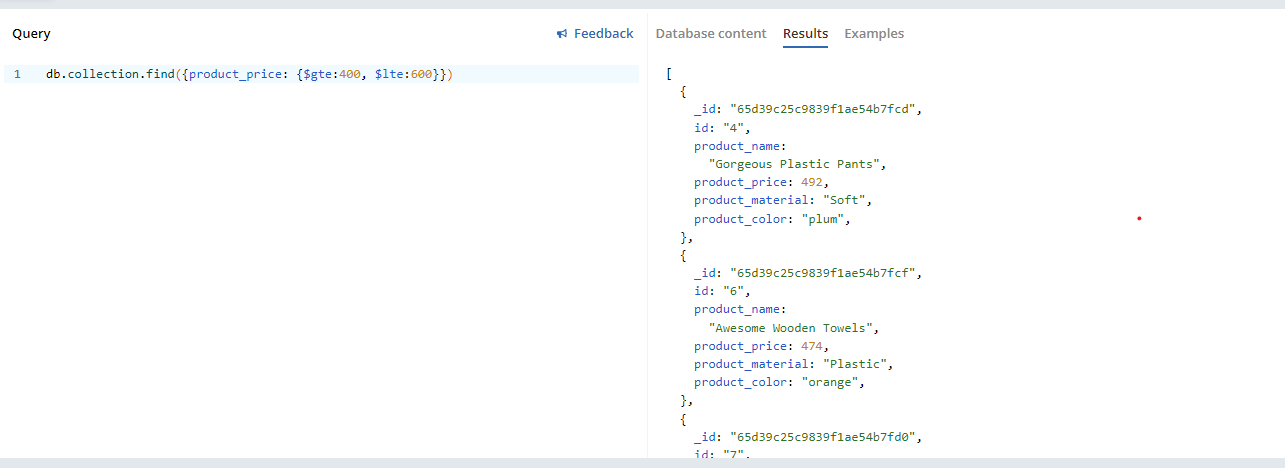 Query
Feedback
Database content Results Examples
1 db.collection.find({product_price: {$gte:400, $lte:600}})
[
{
_id: "65d39c25c9839f1ae54b7fcd",
id: "4",
product_name:
"Gorgeous Plastic Pants",
product_price: 492,
product_material: "Soft",
product_color: "plum",
},
{
_id: "65d39c25c9839f1ae54b7fcf",
id: "6",
product_name:
"Awesome Wooden Towels",
product_price: 474,
product_material: "Plastic",
product_color: "orange",
},
{
_id: "65d39c25c9839f1ae54b7fd0",
id: "7",